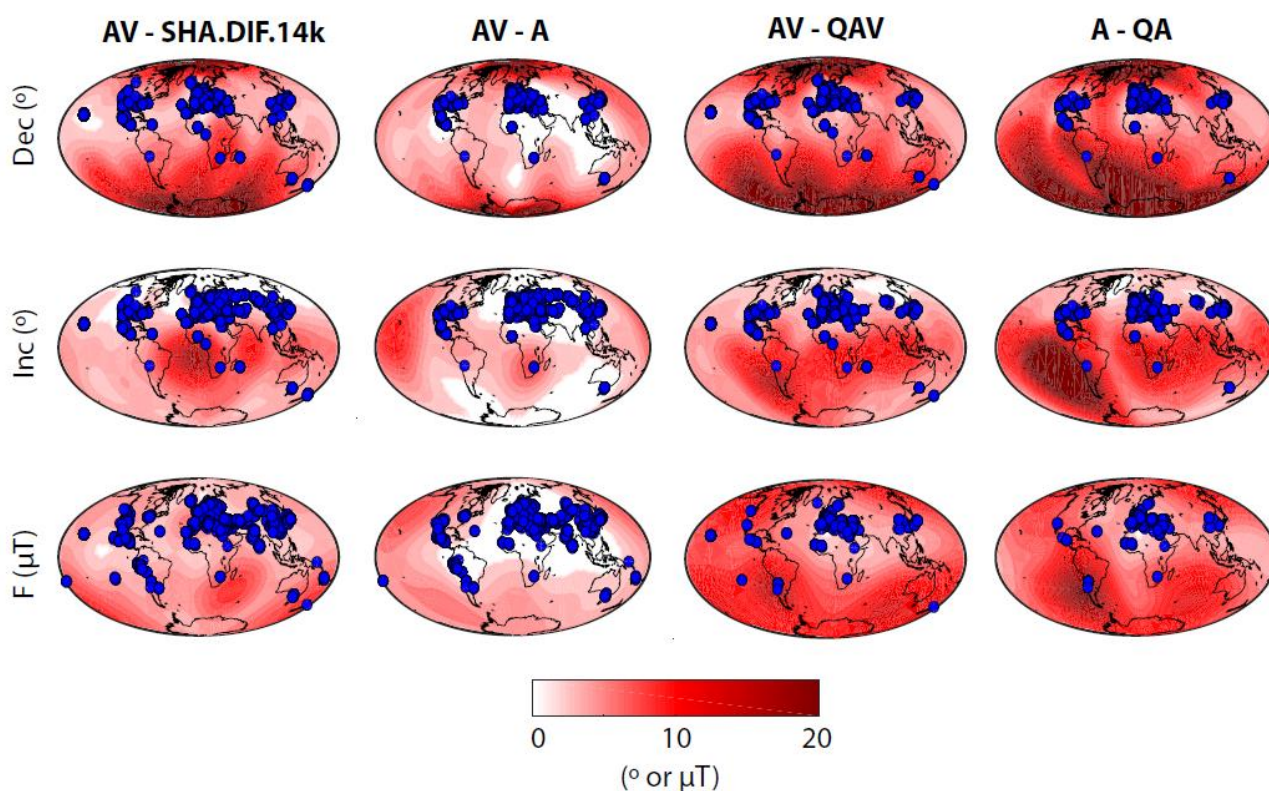 AV - SHA.DIF.14k AV - A AV - QAV A - QA
Dec (º)
Inc (º)
F (µT)
0 10 20
(º or µT)